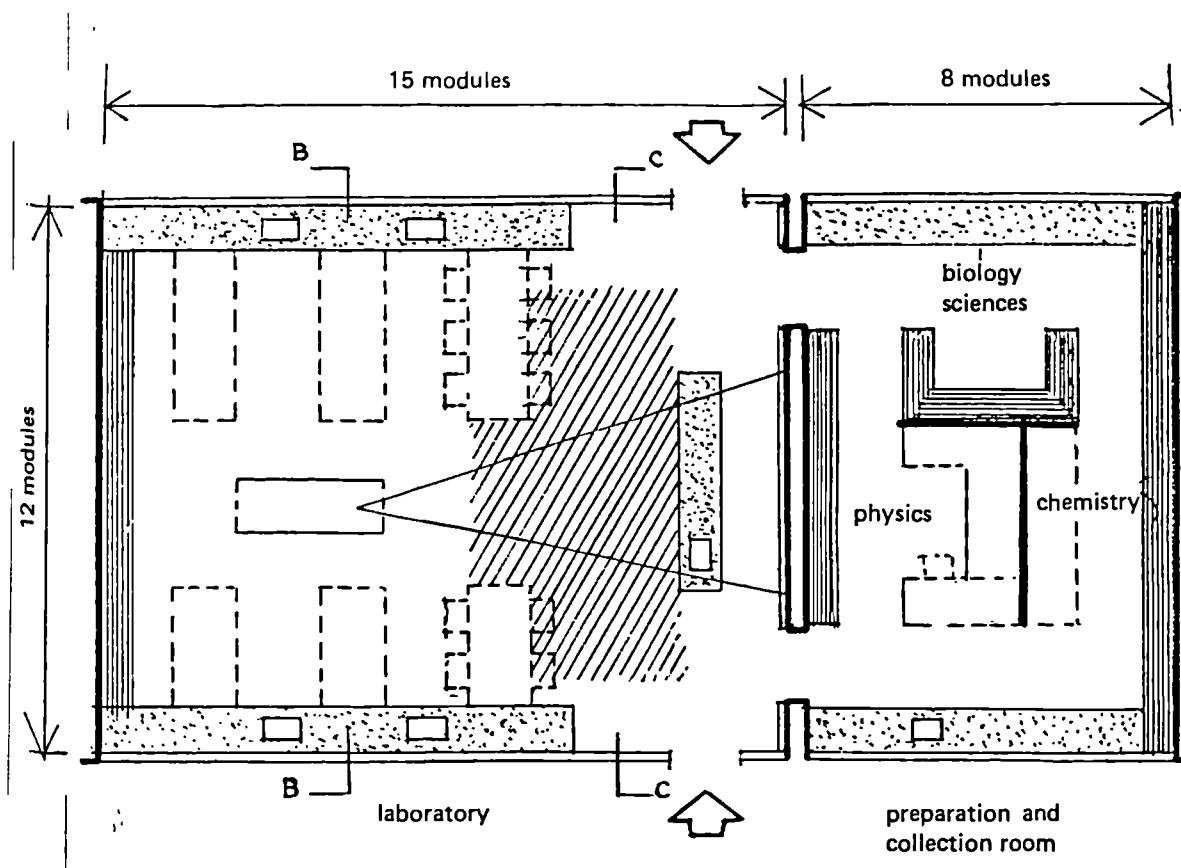 15 modules
8 modules
B
C
12 modules
biology
sciences
physics
chemistry
B
C
laboratory
preparation and
collection room